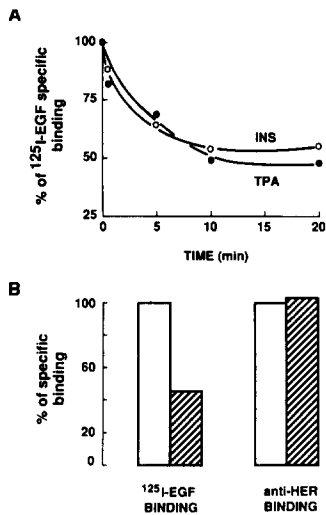 A
% of ¹²⁵I-EGF specific
binding
100
75
50
25
INS
TPA
0
5
10
15
20
TIME (min)
B
% of specific
binding
100
60
20
0
¹²⁵I-EGF
BINDING
anti-HER
BINDING